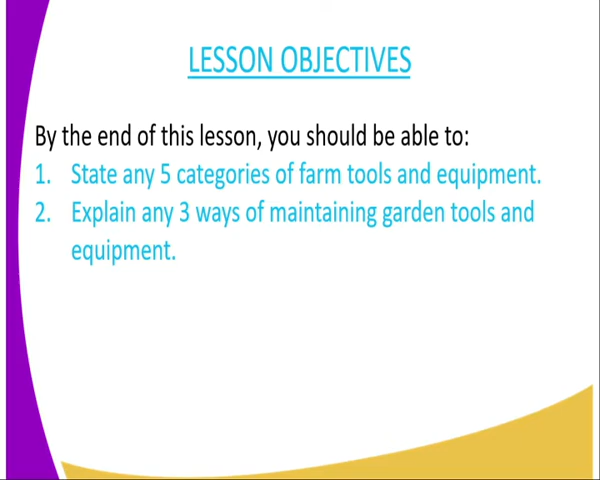 LESSON OBJECTIVES
By the end of this lesson, you should be able to:
1. State any 5 categories of farm tools and equipment.
2. Explain any 3 ways of maintaining garden tools and
equipment.